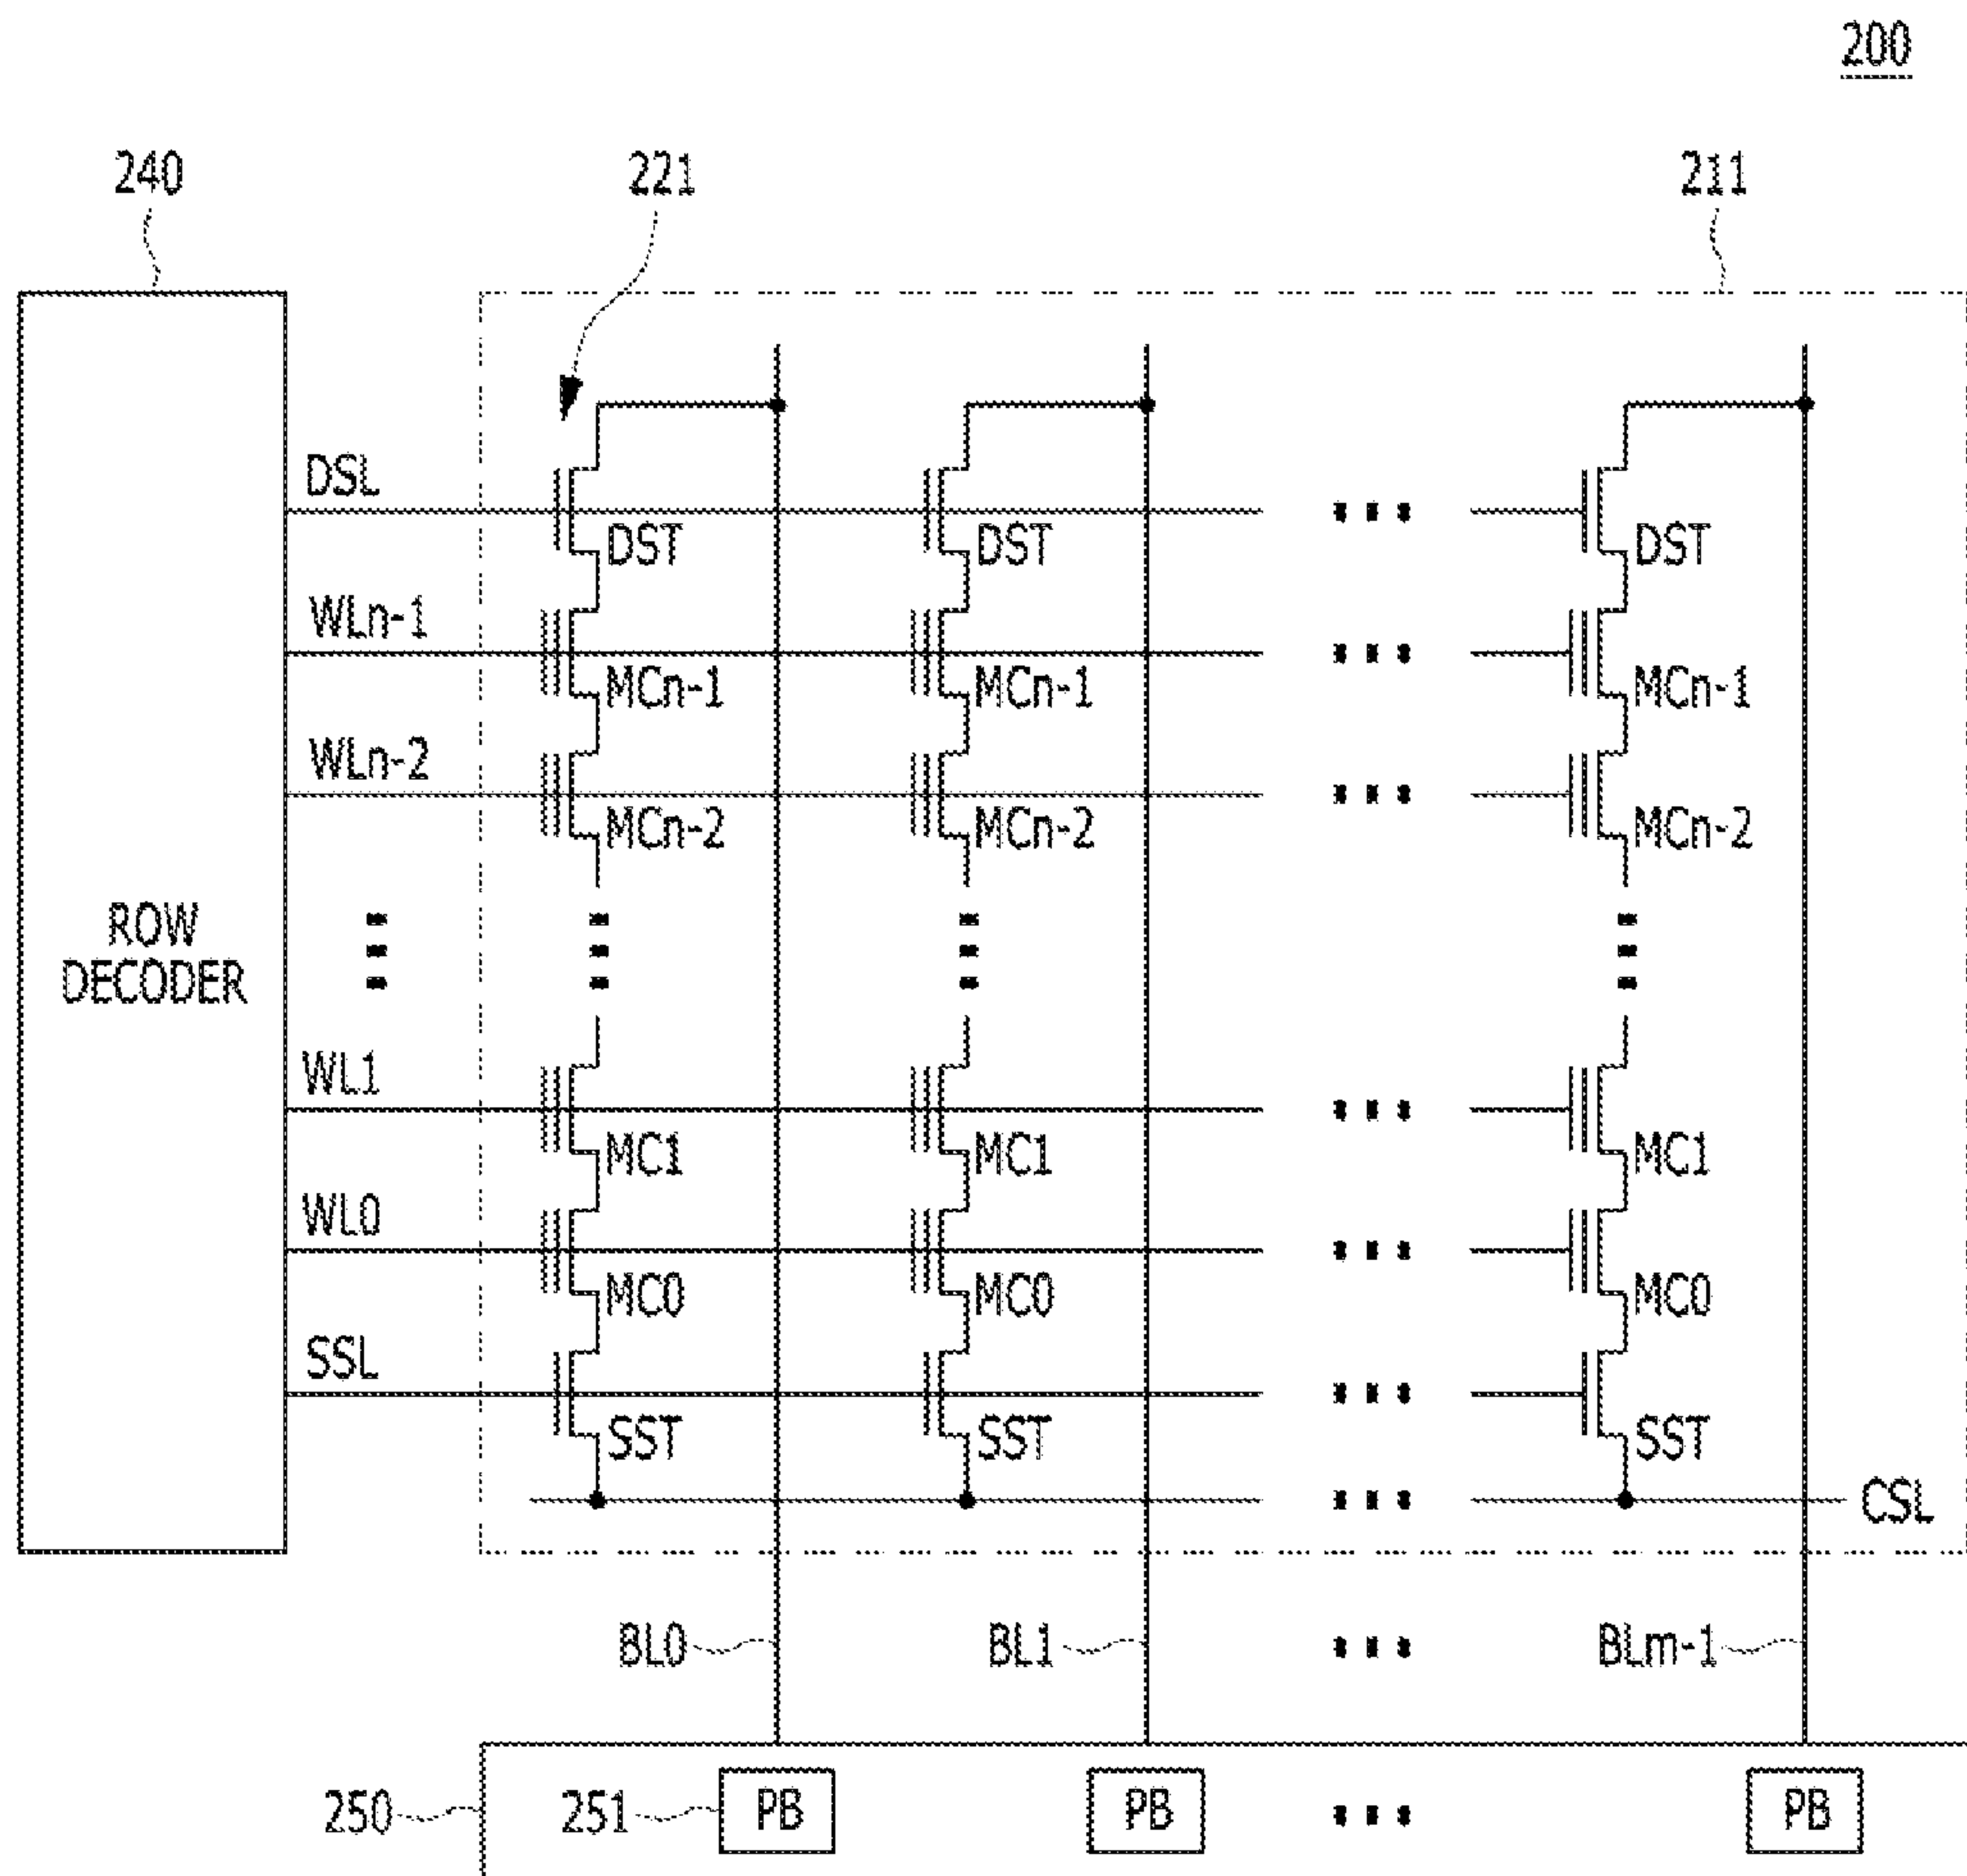 200
240
221
211
DSL
DST DST DST
WLn-1
MCn-1 MCn-1 MCn-1
WLn-2
MCn-2 MCn-2 MCn-2
ROW
DECODER
WL1
MC1 MC1 MC1
WL0
MC0 MC0 MC0
SSL
SST SST SST
CSL
BL0 BL1 BLm-1
250 251 PB PB PB